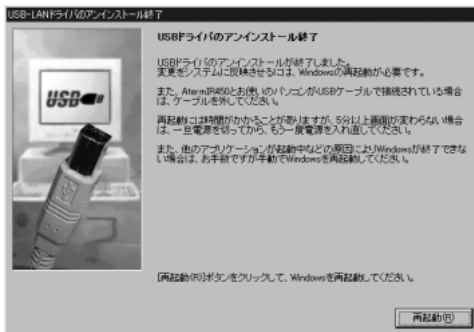 USB-LANドライバのアンインストール終了
USBドライバのアンインストール終了
USBドライバのアンインストールが終了しました。
変更をシステムに反映させるには、Windowsの再起動が必要です。
また、AtermIR450とお使いのパソコンがUSBケーブルで接続されている場合
は、ケーブルを外してください。
再起動には時間がかかることがありますが、5分以上画面が変わらない場合
は、一旦電源を切ってから、もう一度電源を入れ直してください。
また、他のアプリケーションが起動中などの原因によりWindowsが終了できな
い場合は、お手数ですが手動でWindowsを再起動してください。
USB
[再起動(R)]ボタンをクリックして、Windowsを再起動してください。
再起動(R)